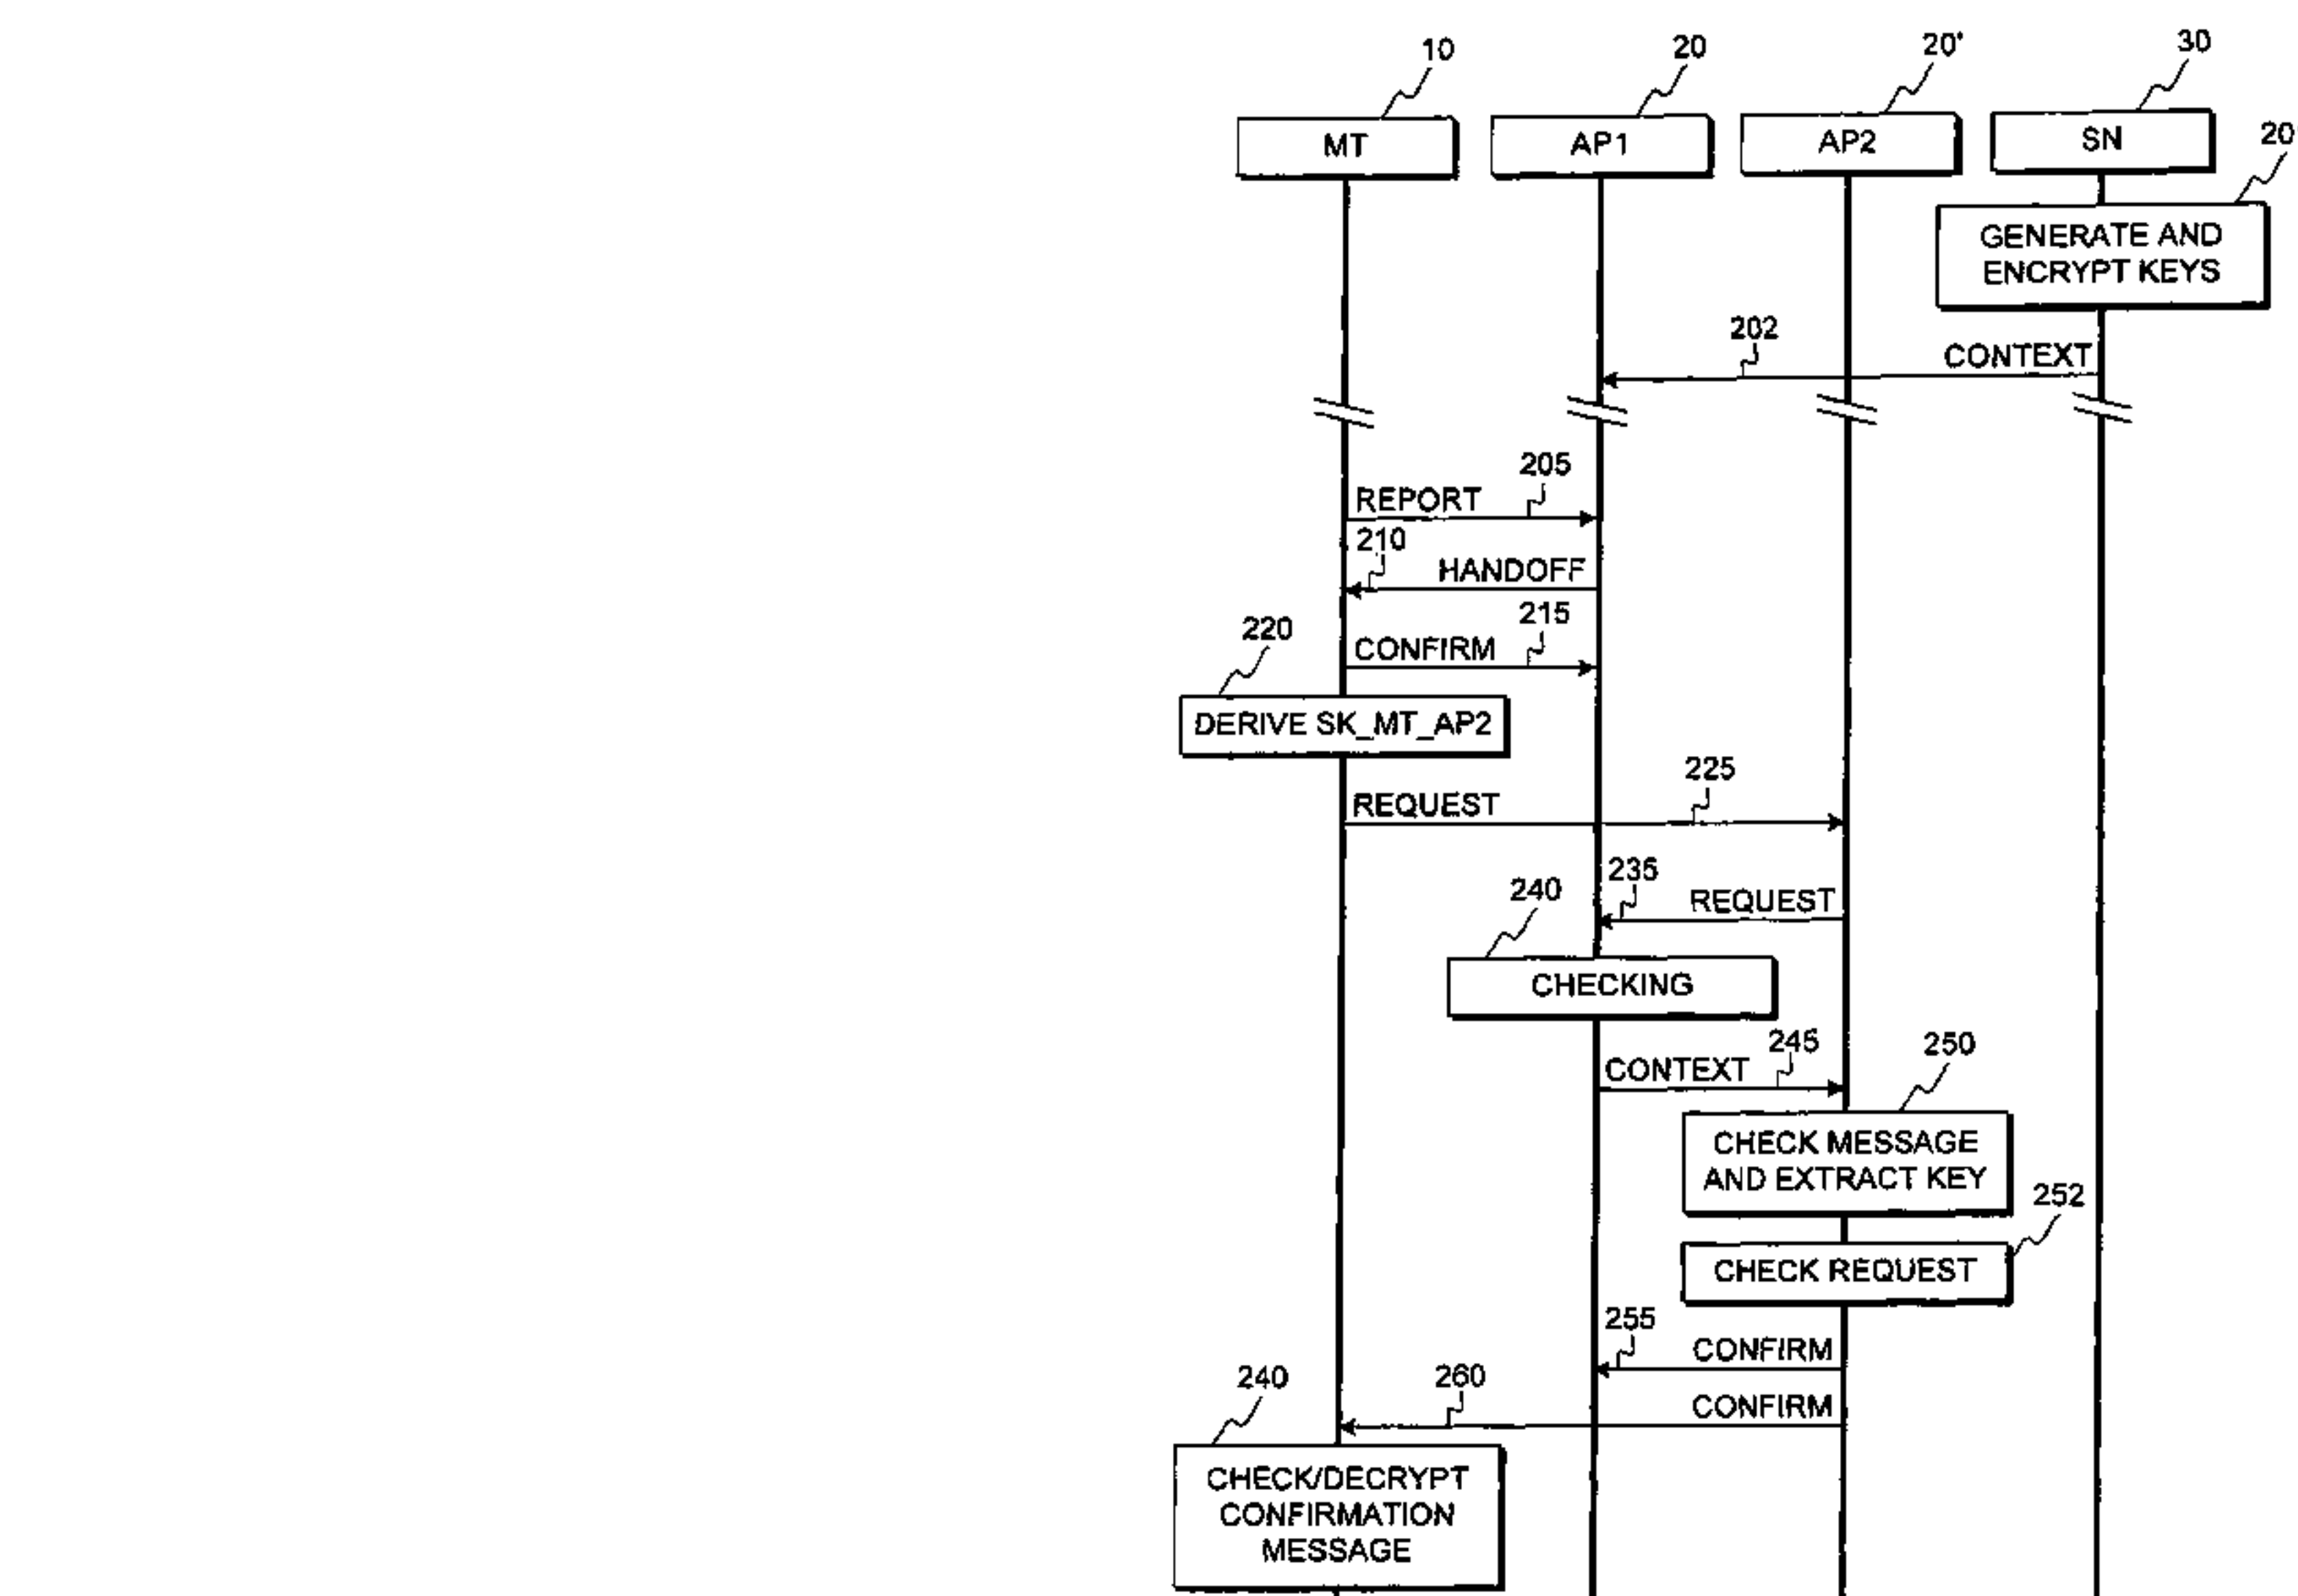 10
20
20'
30
MT
AP1
AP2
SN
20
GENERATE AND
ENCRYPT KEYS
202
CONTEXT
205
REPORT
210
HANDOFF
215
220
CONFIRM
DERIVE SK_MT_AP2
225
REQUEST
235
240
REQUEST
CHECKING
245
250
CONTEXT
CHECK MESSAGE
AND EXTRACT KEY
252
CHECK REQUEST
255
CONFIRM
240
260
CONFIRM
CHECK/DECRYPT
CONFIRMATION
MESSAGE